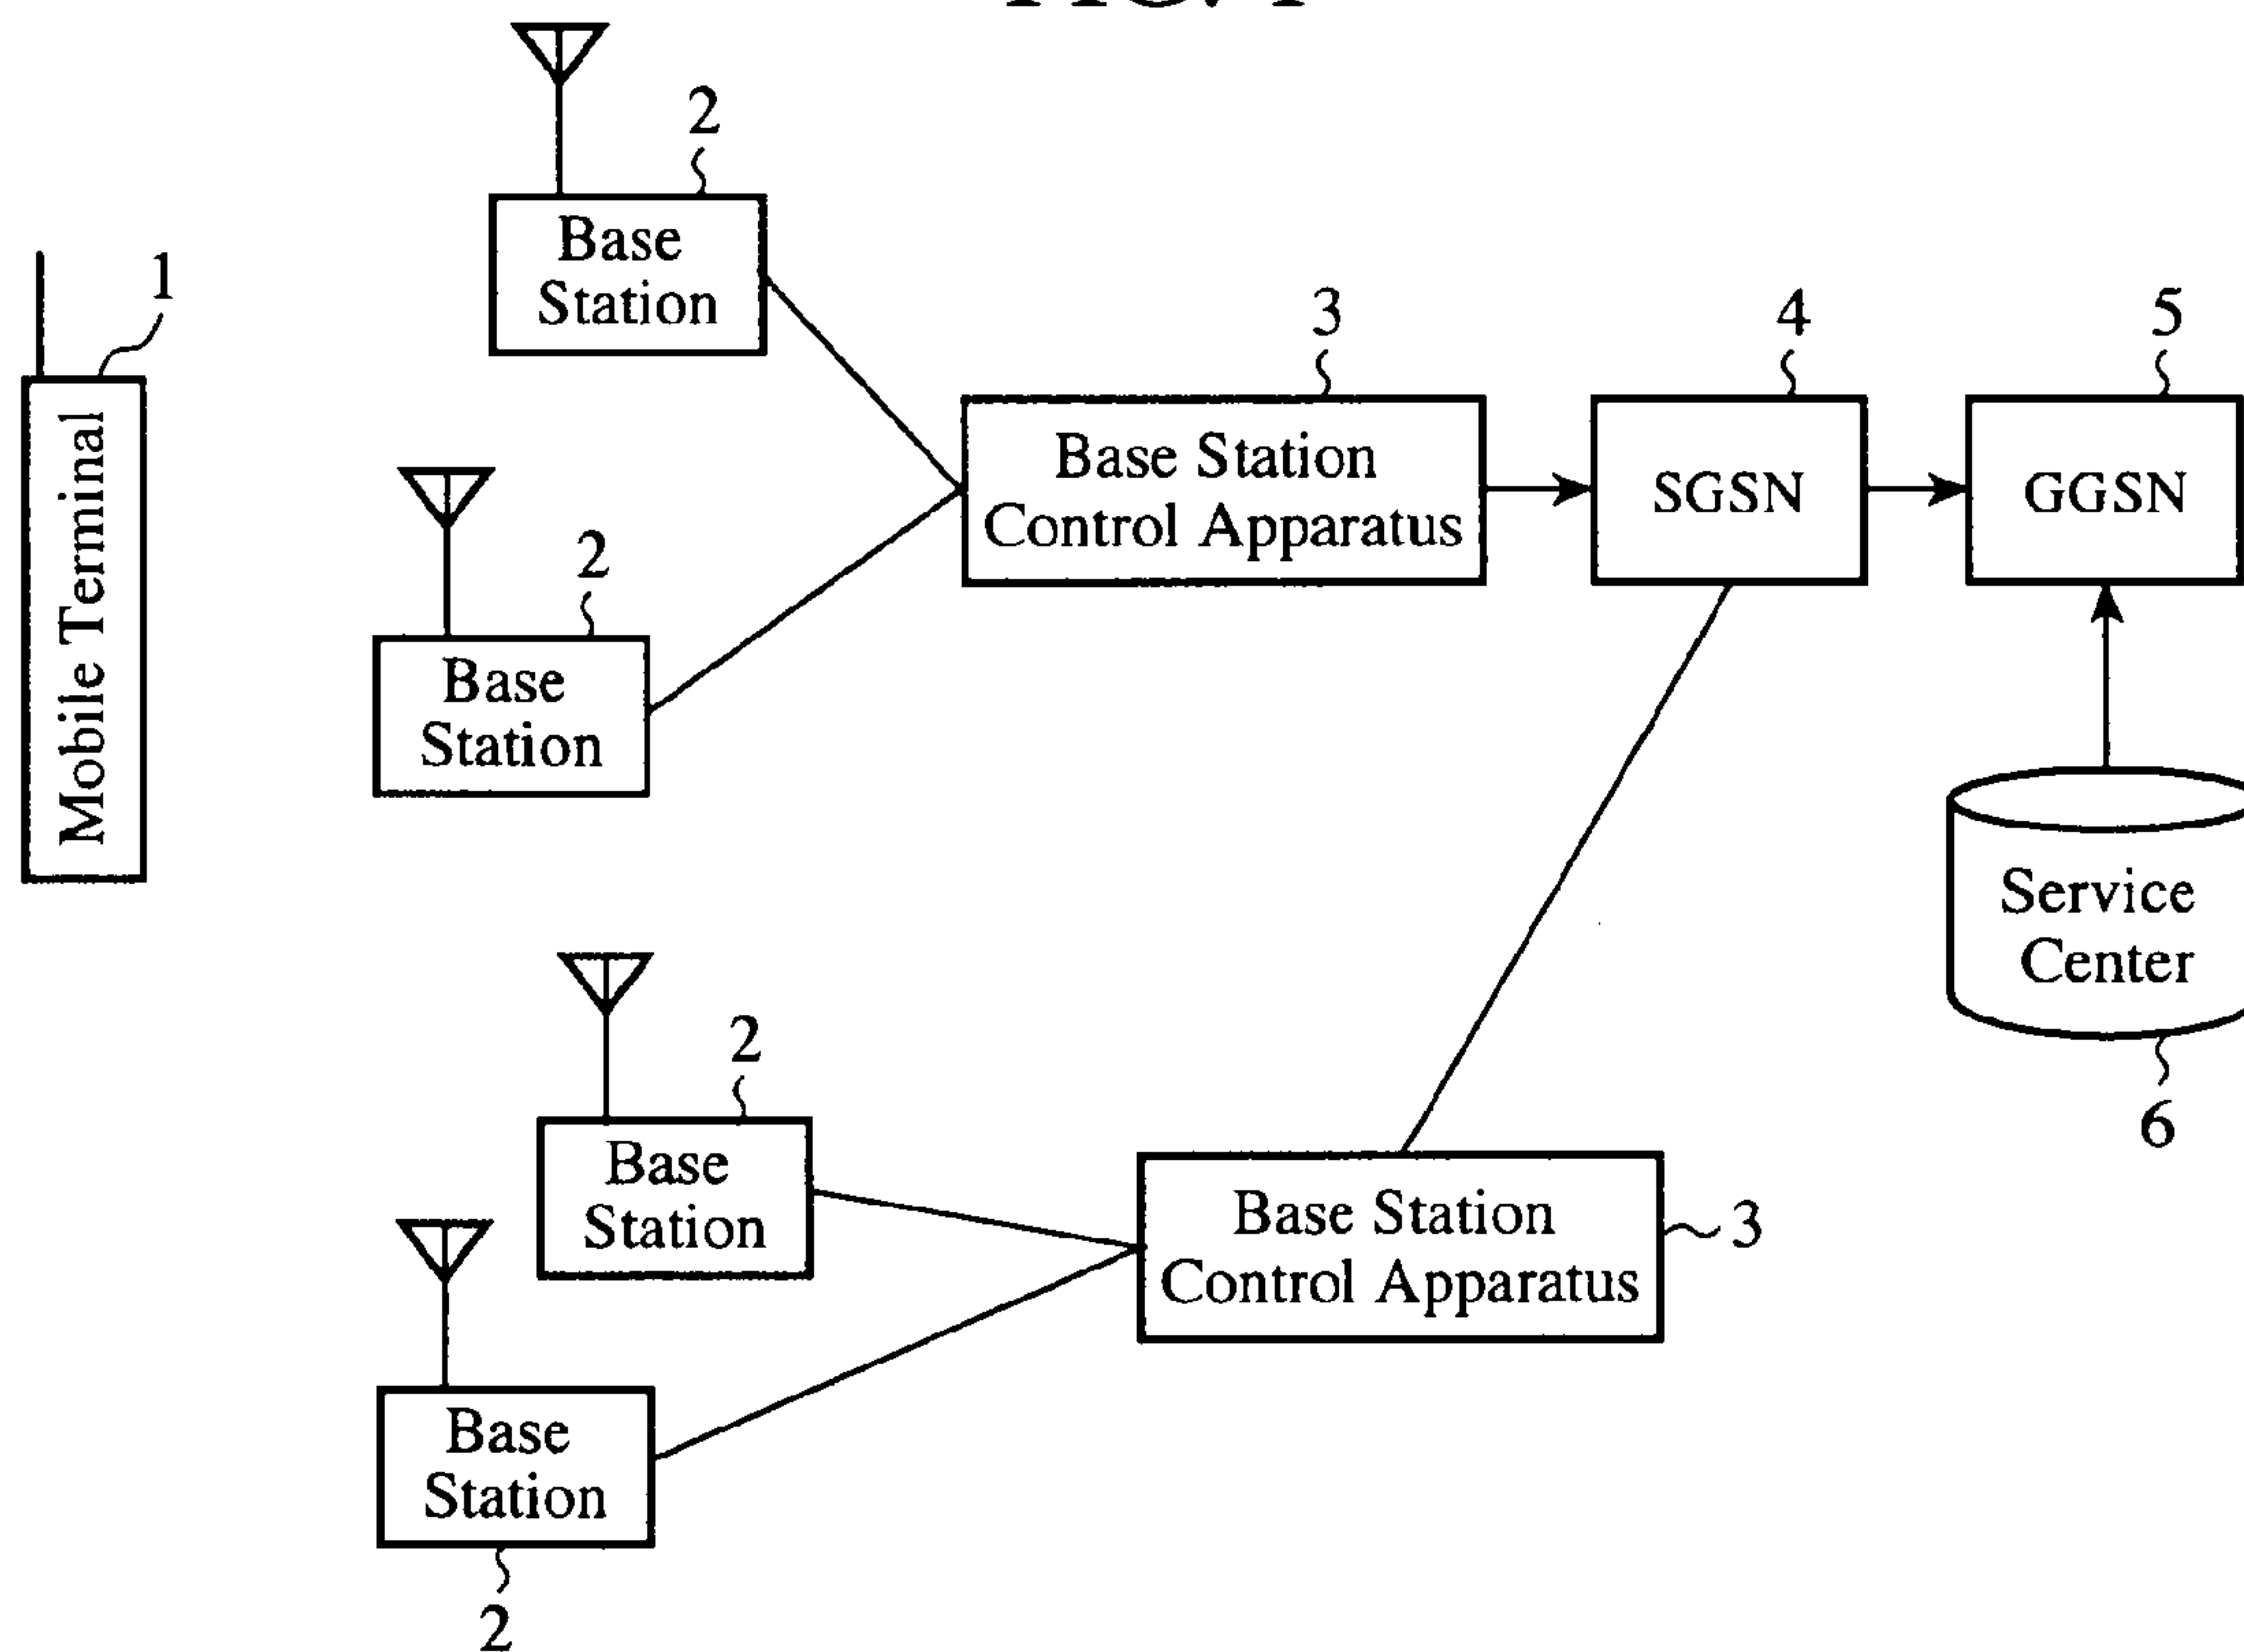 2
Base
Station
1
Mobile Terminal
2
Base
Station
3
Base Station
Control Apparatus
4
SGSN
5
GGSN
Service
Center
6
2
Base
Station
Base Station
Control Apparatus
3
Base
Station
2